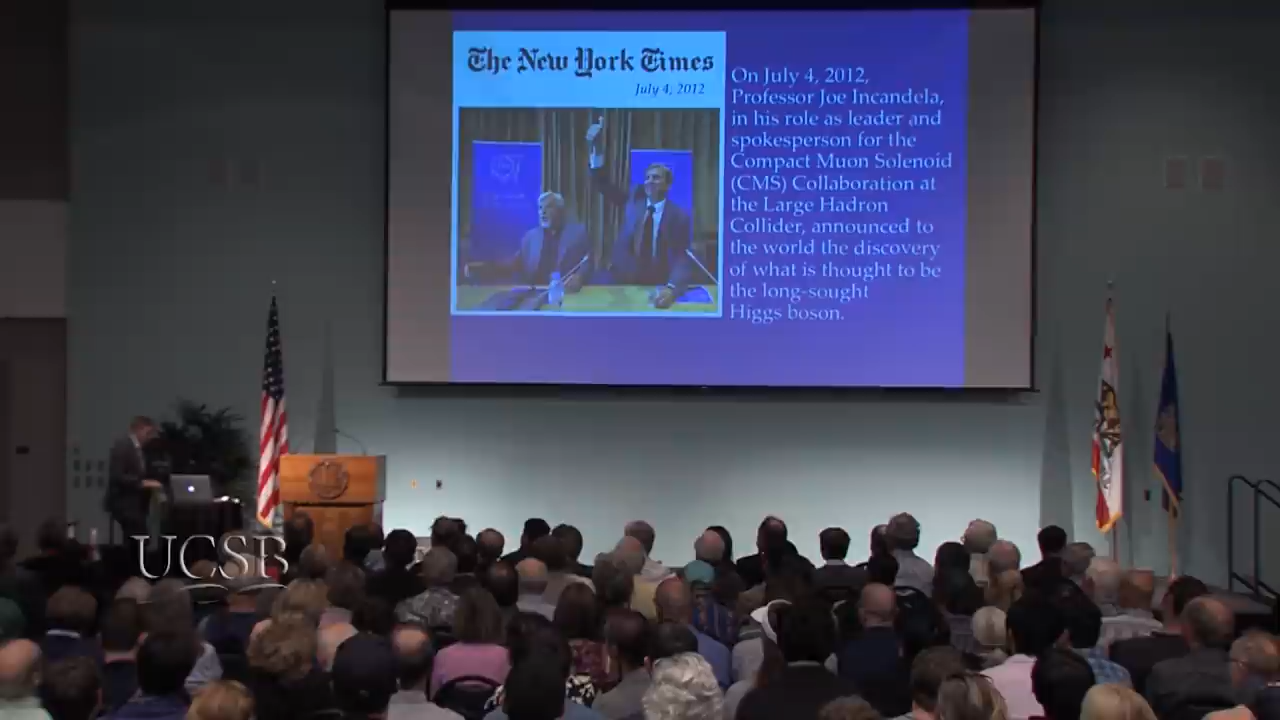 The New York Times
July 4, 2012
On July 4, 2012,
Professor Joe Incandela,
in his role as leader and
spokesperson for the
Compact Muon Solenoid
(CMS) Collaboration at
the Large Hadron
Collider, announced to
the world the discovery
of what is thought to be
the long-sought
Higgs boson.
UCSB